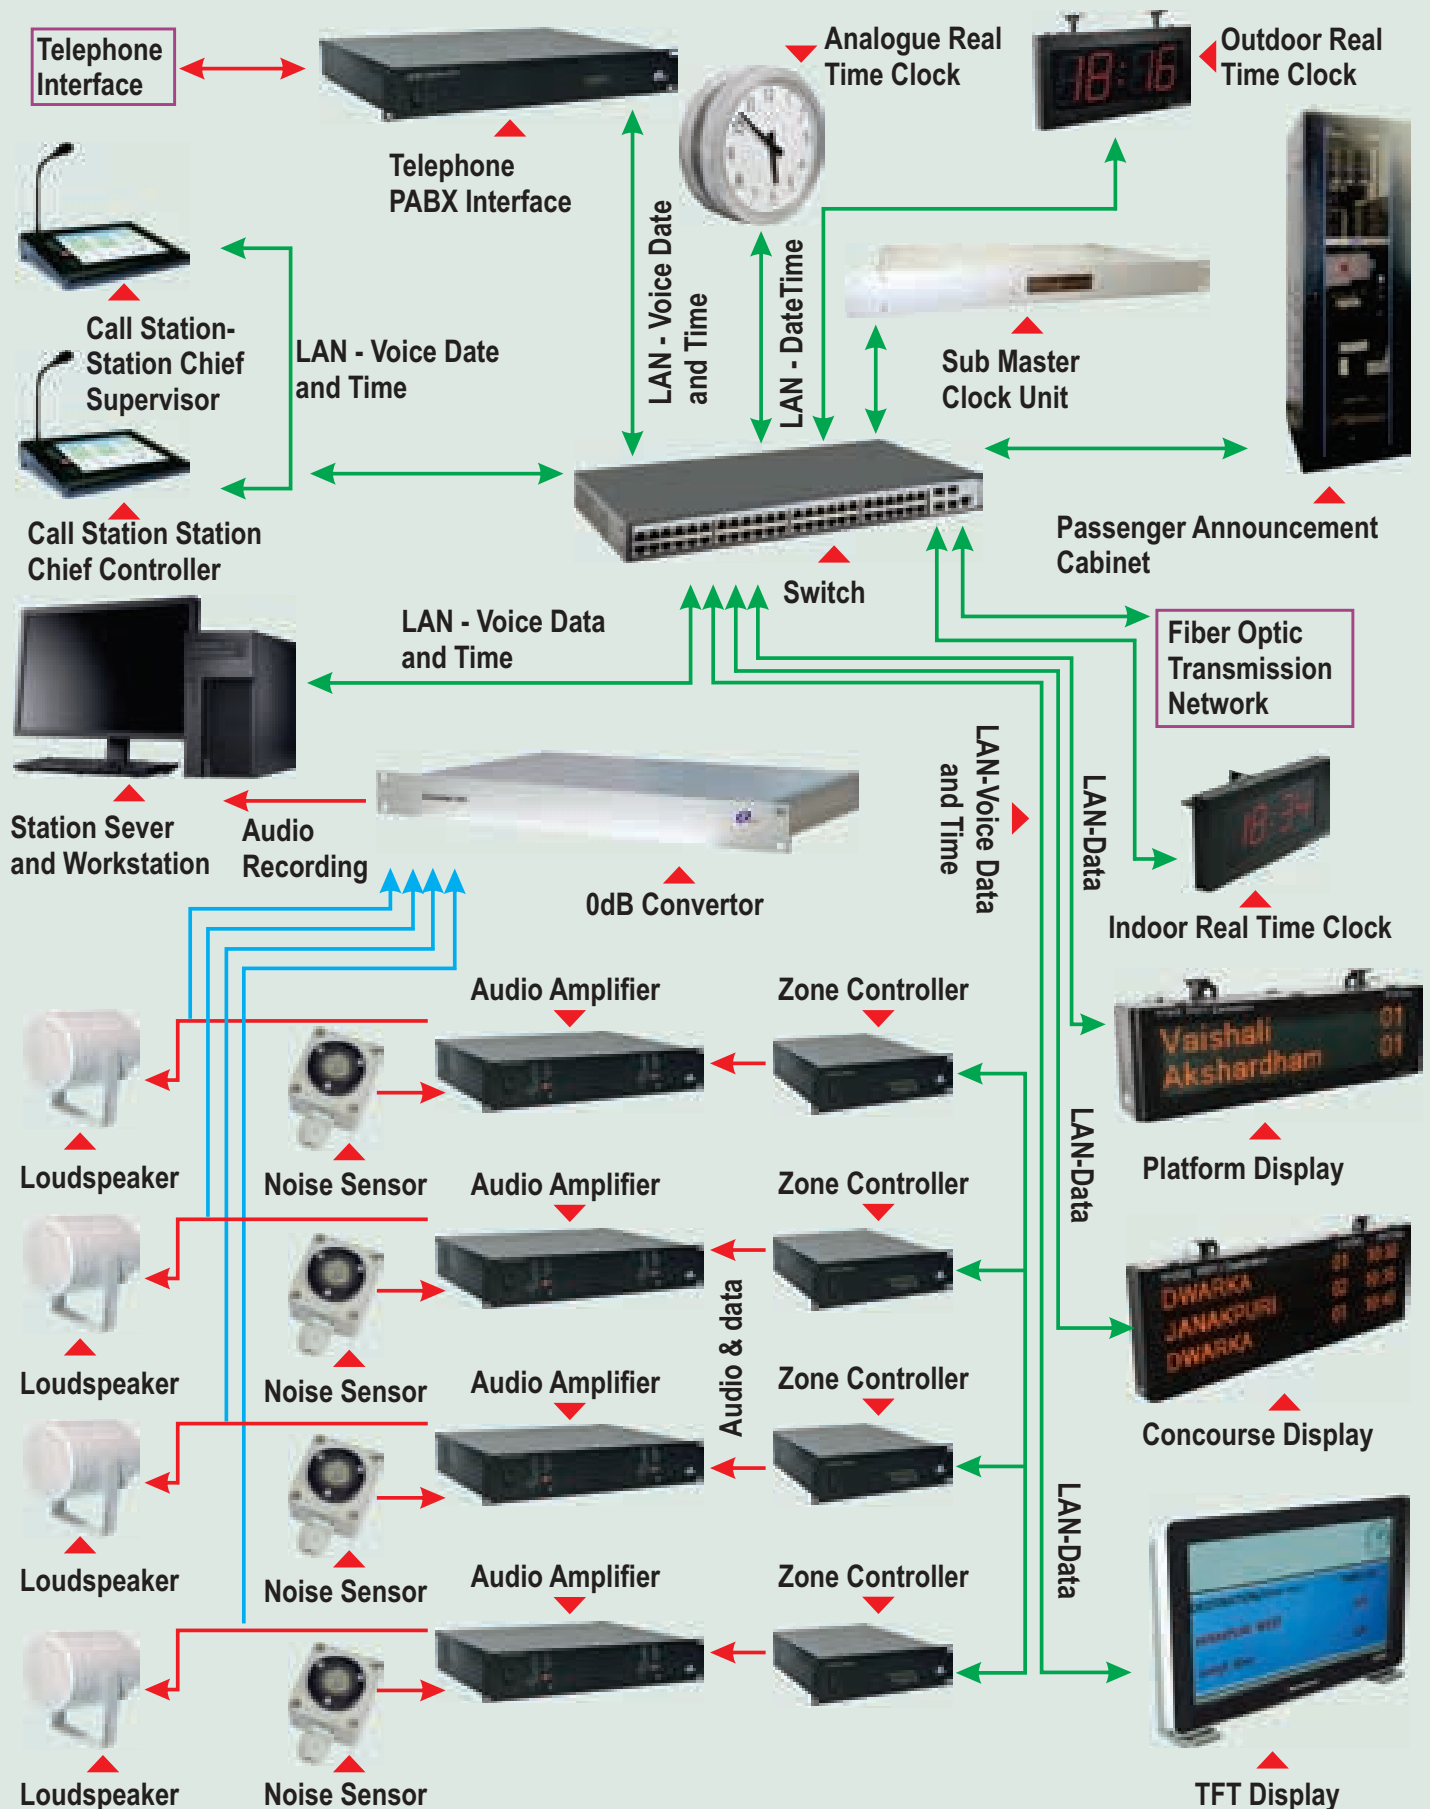 Telephone
Interface
Telephone
PABX Interface
Analogue Real
Time Clock
18:16
Outdoor Real
Time Clock
Call Station-
Station Chief
Supervisor
LAN - Voice Date
and Time
LAN - Voice Date
and Time
LAN - DateTime
Sub Master
Clock Unit
Call Station Station
Chief Controller
Switch
Passenger Announcement
Cabinet
LAN - Voice Data
and Time
Fiber Optic
Transmission
Network
Station Sever
and Workstation
Audio
Recording
0dB Convertor
LAN-Voice Data
and Time
LAN-Data
18:34
Indoor Real Time Clock
Audio Amplifier
Zone Controller
Vaishali 01
Akshardham 01
Loudspeaker
Noise Sensor
Audio Amplifier
Zone Controller
LAN-Data
Platform Display
Audio & data
DWARKA 01
JANAKPURI 02
DWARKA 01
Loudspeaker
Noise Sensor
Audio Amplifier
Zone Controller
Concourse Display
LAN-Data
Loudspeaker
Noise Sensor
Audio Amplifier
Zone Controller
Loudspeaker
Noise Sensor
TFT Display